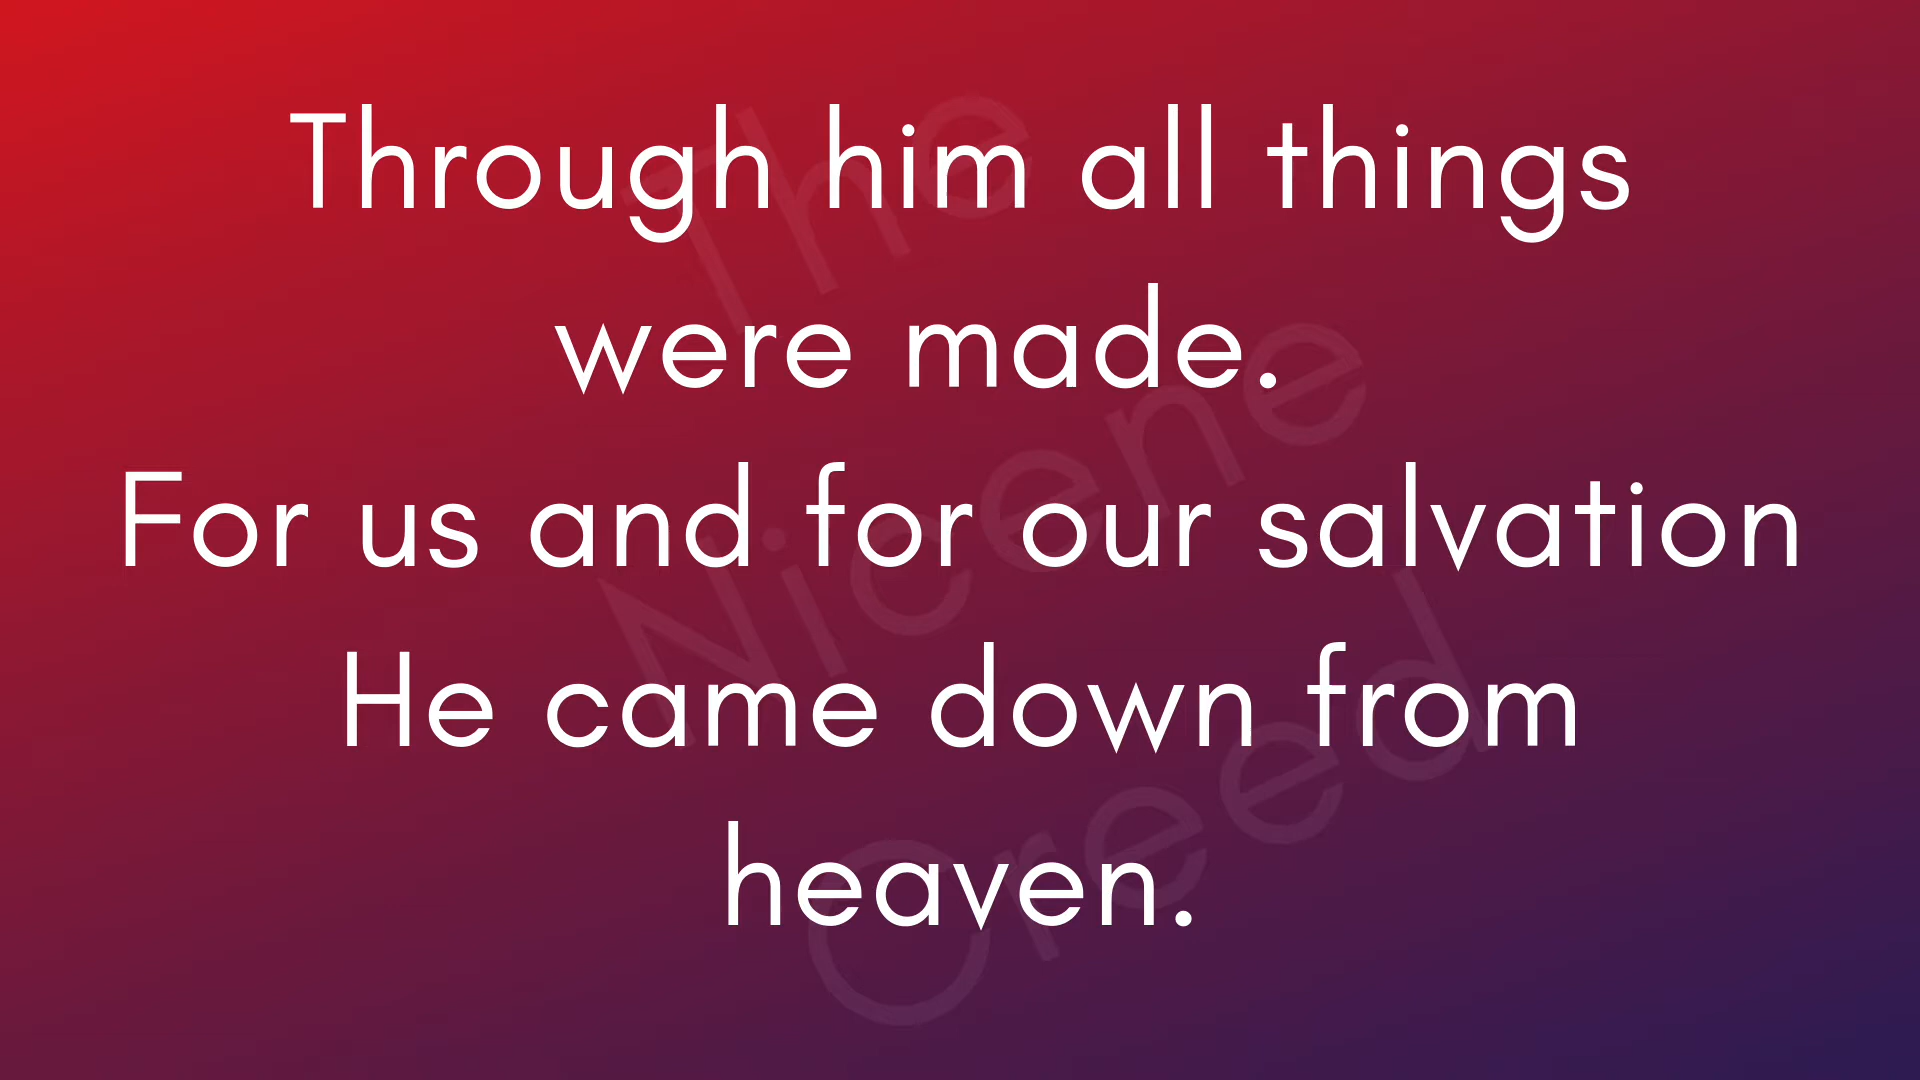 Through him all things
were made.
For us and for our salvation
He came down from
heaven.
The
Nicene
Creed